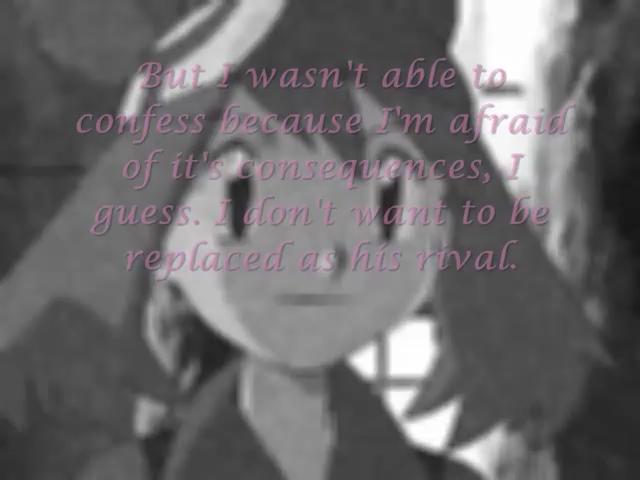 But I wasn't able to
confess because I'm afraid
of it's consequences, I
guess. I don't want to be
replaced as his rival.